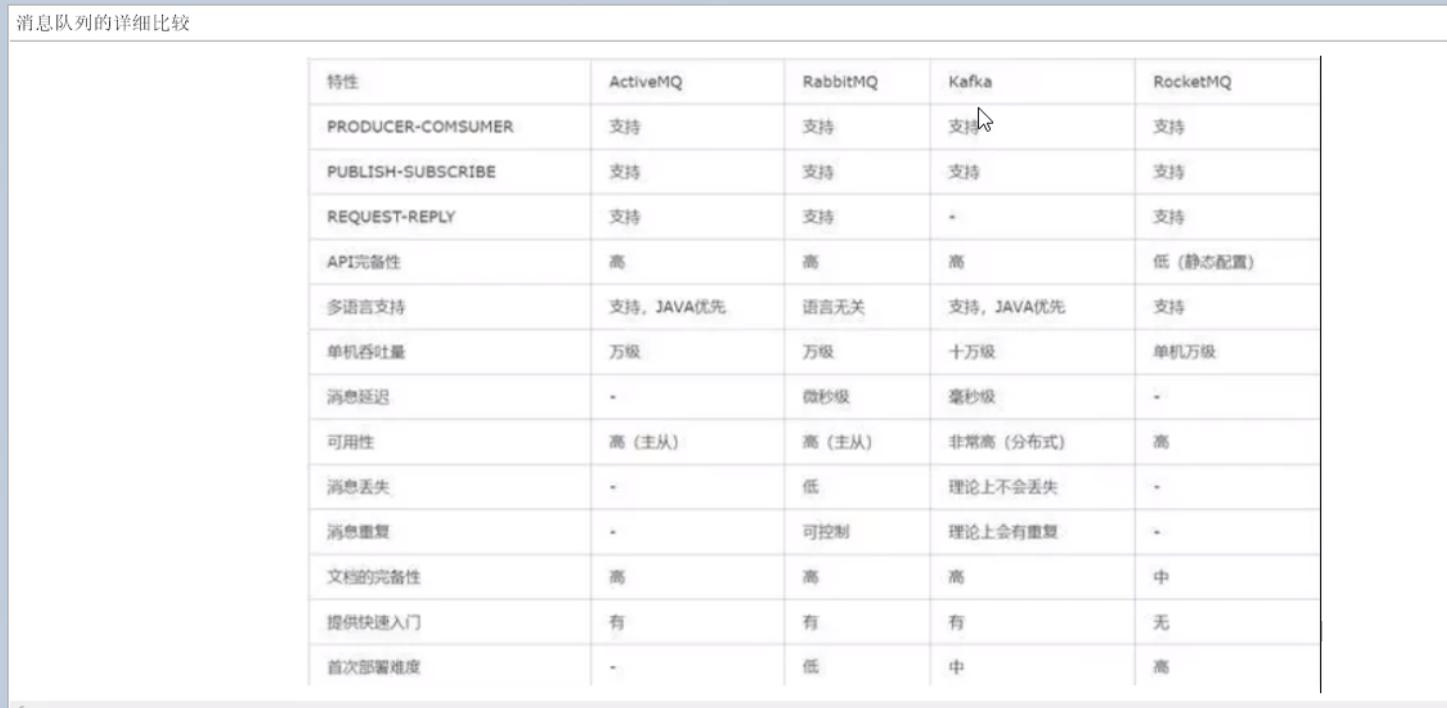 消息队列的详细比较
特性 ActiveMQ RabbitMQ Kafka RocketMQ
PRODUCER-COMSUMER 支持 支持 支持 支持
PUBLISH-SUBSCRIBE 支持 支持 支持 支持
REQUEST-REPLY 支持 支持 - 支持
API完备性 高 高 高 低（静态配置）
多语言支持 支持，JAVA优先 语言无关 支持，JAVA优先 支持
单机吞吐量 万级 万级 十万级 单机万级
消息延迟 - 微秒级 毫秒级 -
可用性 高（主从） 高（主从） 非常高（分布式） 高
消息丢失 - 低 理论上不会丢失 -
消息重复 - 可控制 理论上会有重复 -
文档的完备性 高 高 高 中
提供快速入门 有 有 有 无
首次部署难度 - 低 中 高